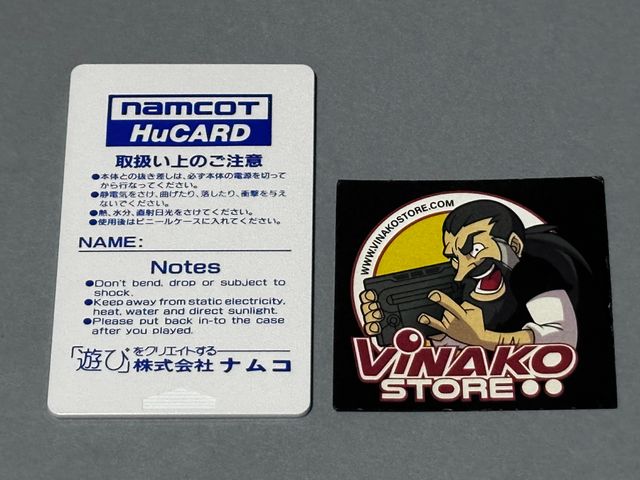 namcot
HuCARD
取扱い上のご注意
●本体との抜き差しは、必ず本体の電源を切って
から行なってください。
●静電気をさけ、曲げたり、落したり、衝撃を与え
ないでください。
●熱、水分、直射日光をさけてください。
●使用後はビニールケースに入れてください。
NAME:
Notes
●Don't bend, drop or subject to
shock.
●Keep away from static electricity,
heat, water and direct sunlight.
●Please put back in-to the case
after you played.
「遊び」をクリエイトする
株式会社 ナムコ
WWW.VINAKOSTORE.COM
ViNAKO
STORE